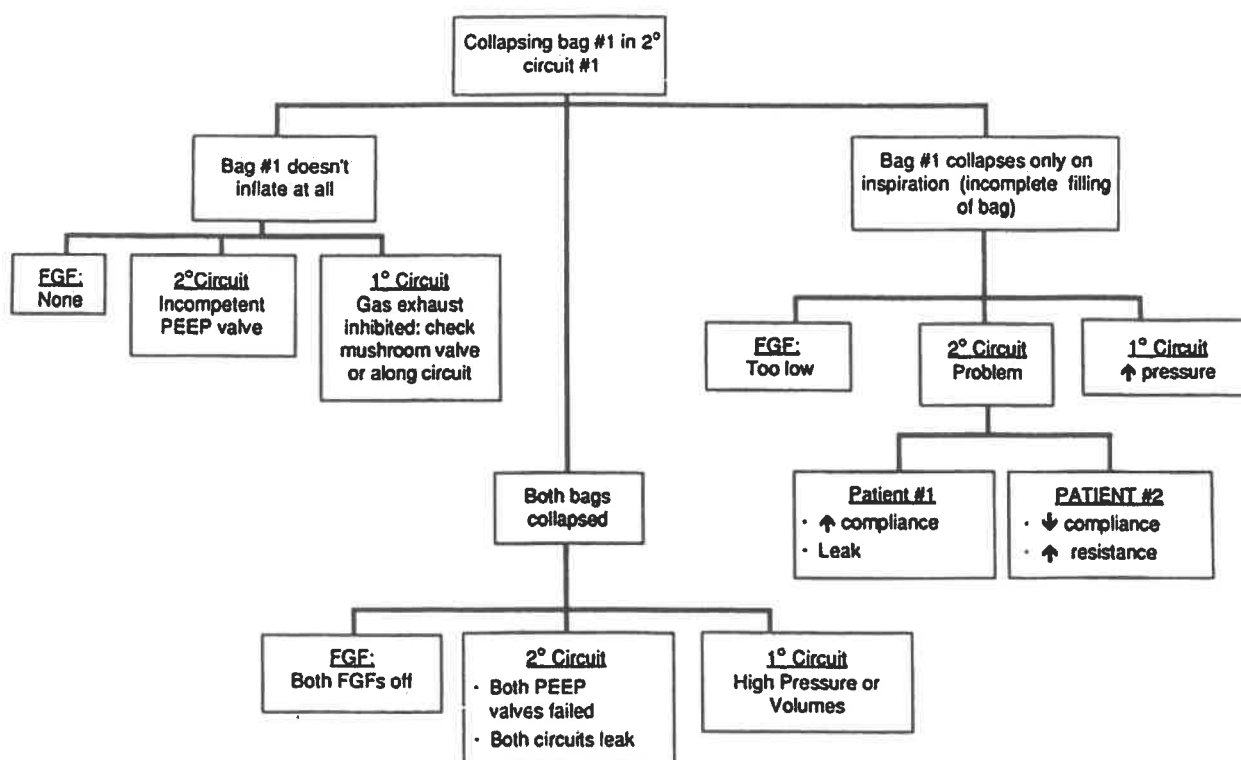 Collapsing bag #1 in 2°
circuit #1
Bag #1 doesn't
inflate at all
Bag #1 collapses only on
inspiration (incomplete filling
of bag)
FGF:
None
2°Circuit
Incompetent
PEEP valve
1° Circuit
Gas exhaust
inhibited: check
mushroom valve
or along circuit
FGF:
Too low
2° Circuit
Problem
1° Circuit
↑ pressure
Both bags
collapsed
Patient #1
· ↑ compliance
· Leak
PATIENT #2
· ↓ compliance
· ↑ resistance
FGF:
Both FGFs off
2° Circuit
· Both PEEP
valves failed
· Both circuits leak
1° Circuit
High Pressure or
Volumes